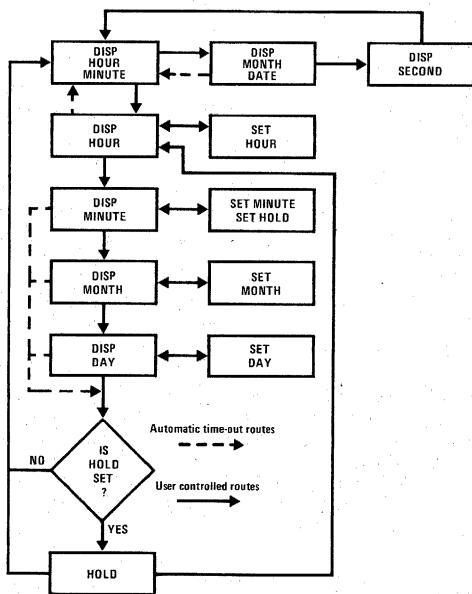 DISP
HOUR
MINUTE
DISP
MONTH
DATE
DISP
SECOND
DISP
HOUR
SET
HOUR
DISP
MINUTE
SET MINUTE
SET HOLD
DISP
MONTH
SET
MONTH
DISP
DAY
SET
DAY
Automatic time-out routes
IS
HOLD
SET
?
NO
User controlled routes
YES
HOLD